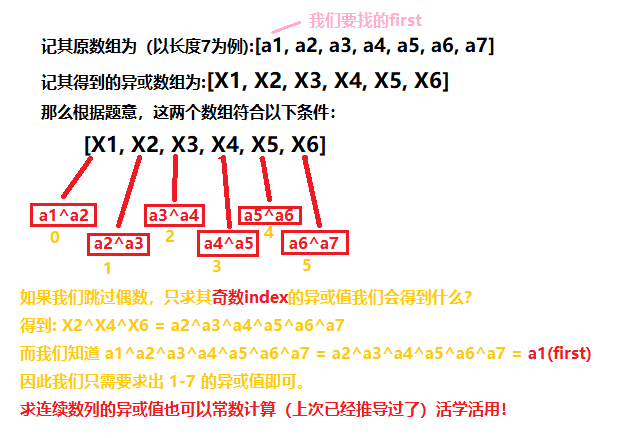 我们要找的first
记其原数组为（以长度7为例）:[a1, a2, a3, a4, a5, a6, a7]
记其得到的异或数组为:[X1, X2, X3, X4, X5, X6]
那么根据题意，这两个数组符合以下条件：
[X1, X2, X3, X4, X5, X6]
a1^a2 a3^a4 a5^a6
0 2 4
a2^a3 a4^a5 a6^a7
1 3 5
如果我们跳过偶数，只求其奇数index的异或值我们会得到什么？
得到: X2^X4^X6 = a2^a3^a4^a5^a6^a7
而我们知道 a1^a2^a3^a4^a5^a6^a7 = a2^a3^a4^a5^a6^a7 = a1(first)
因此我们只需要求出 1-7 的异或值即可。
求连续数列的异或值也可以常数计算（上次已经推导过了）活学活用！